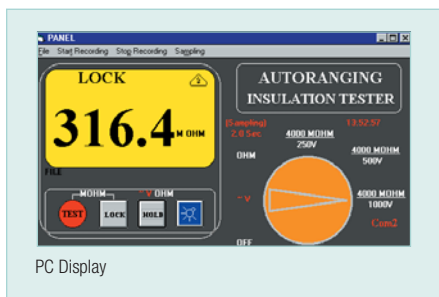 PANEL
File Start Recording Stop Recording Sampling
LOCK
316.4 M OHM
FILE
MOHM V OHM
TEST LOCK HOLD
AUTORANGING
INSULATION TESTER
[Sampling]
2.0 Sec.
13:52:57
4000 MOHM
250V
OHM
4000 MOHM
500V
~ V
4000 MOHM
1000V
Com2
OFF
PC Display